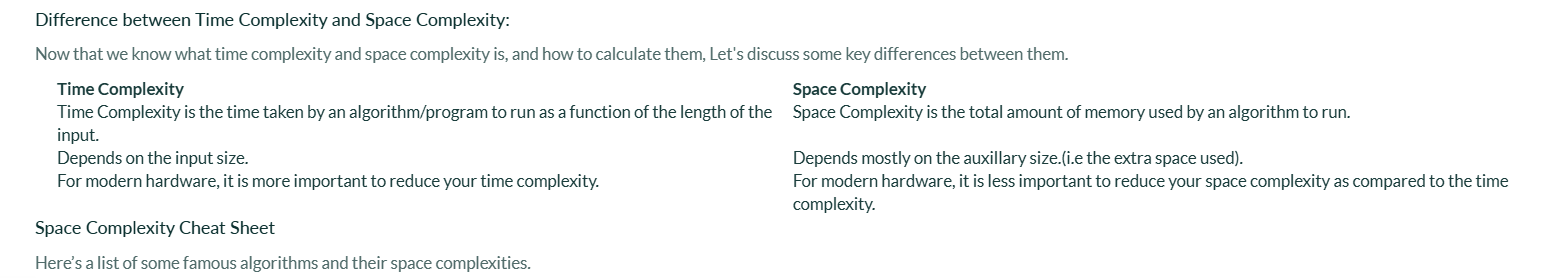 Difference between Time Complexity and Space Complexity:
Now that we know what time complexity and space complexity is, and how to calculate them, Let's discuss some key differences between them.
Time Complexity
Space Complexity
Time Complexity is the time taken by an algorithm/program to run as a function of the length of the
input.
Space Complexity is the total amount of memory used by an algorithm to run.
Depends on the input size.
Depends mostly on the auxillary size.(i.e the extra space used).
For modern hardware, it is more important to reduce your time complexity.
For modern hardware, it is less important to reduce your space complexity as compared to the time
complexity.
Space Complexity Cheat Sheet
Here’s a list of some famous algorithms and their space complexities.